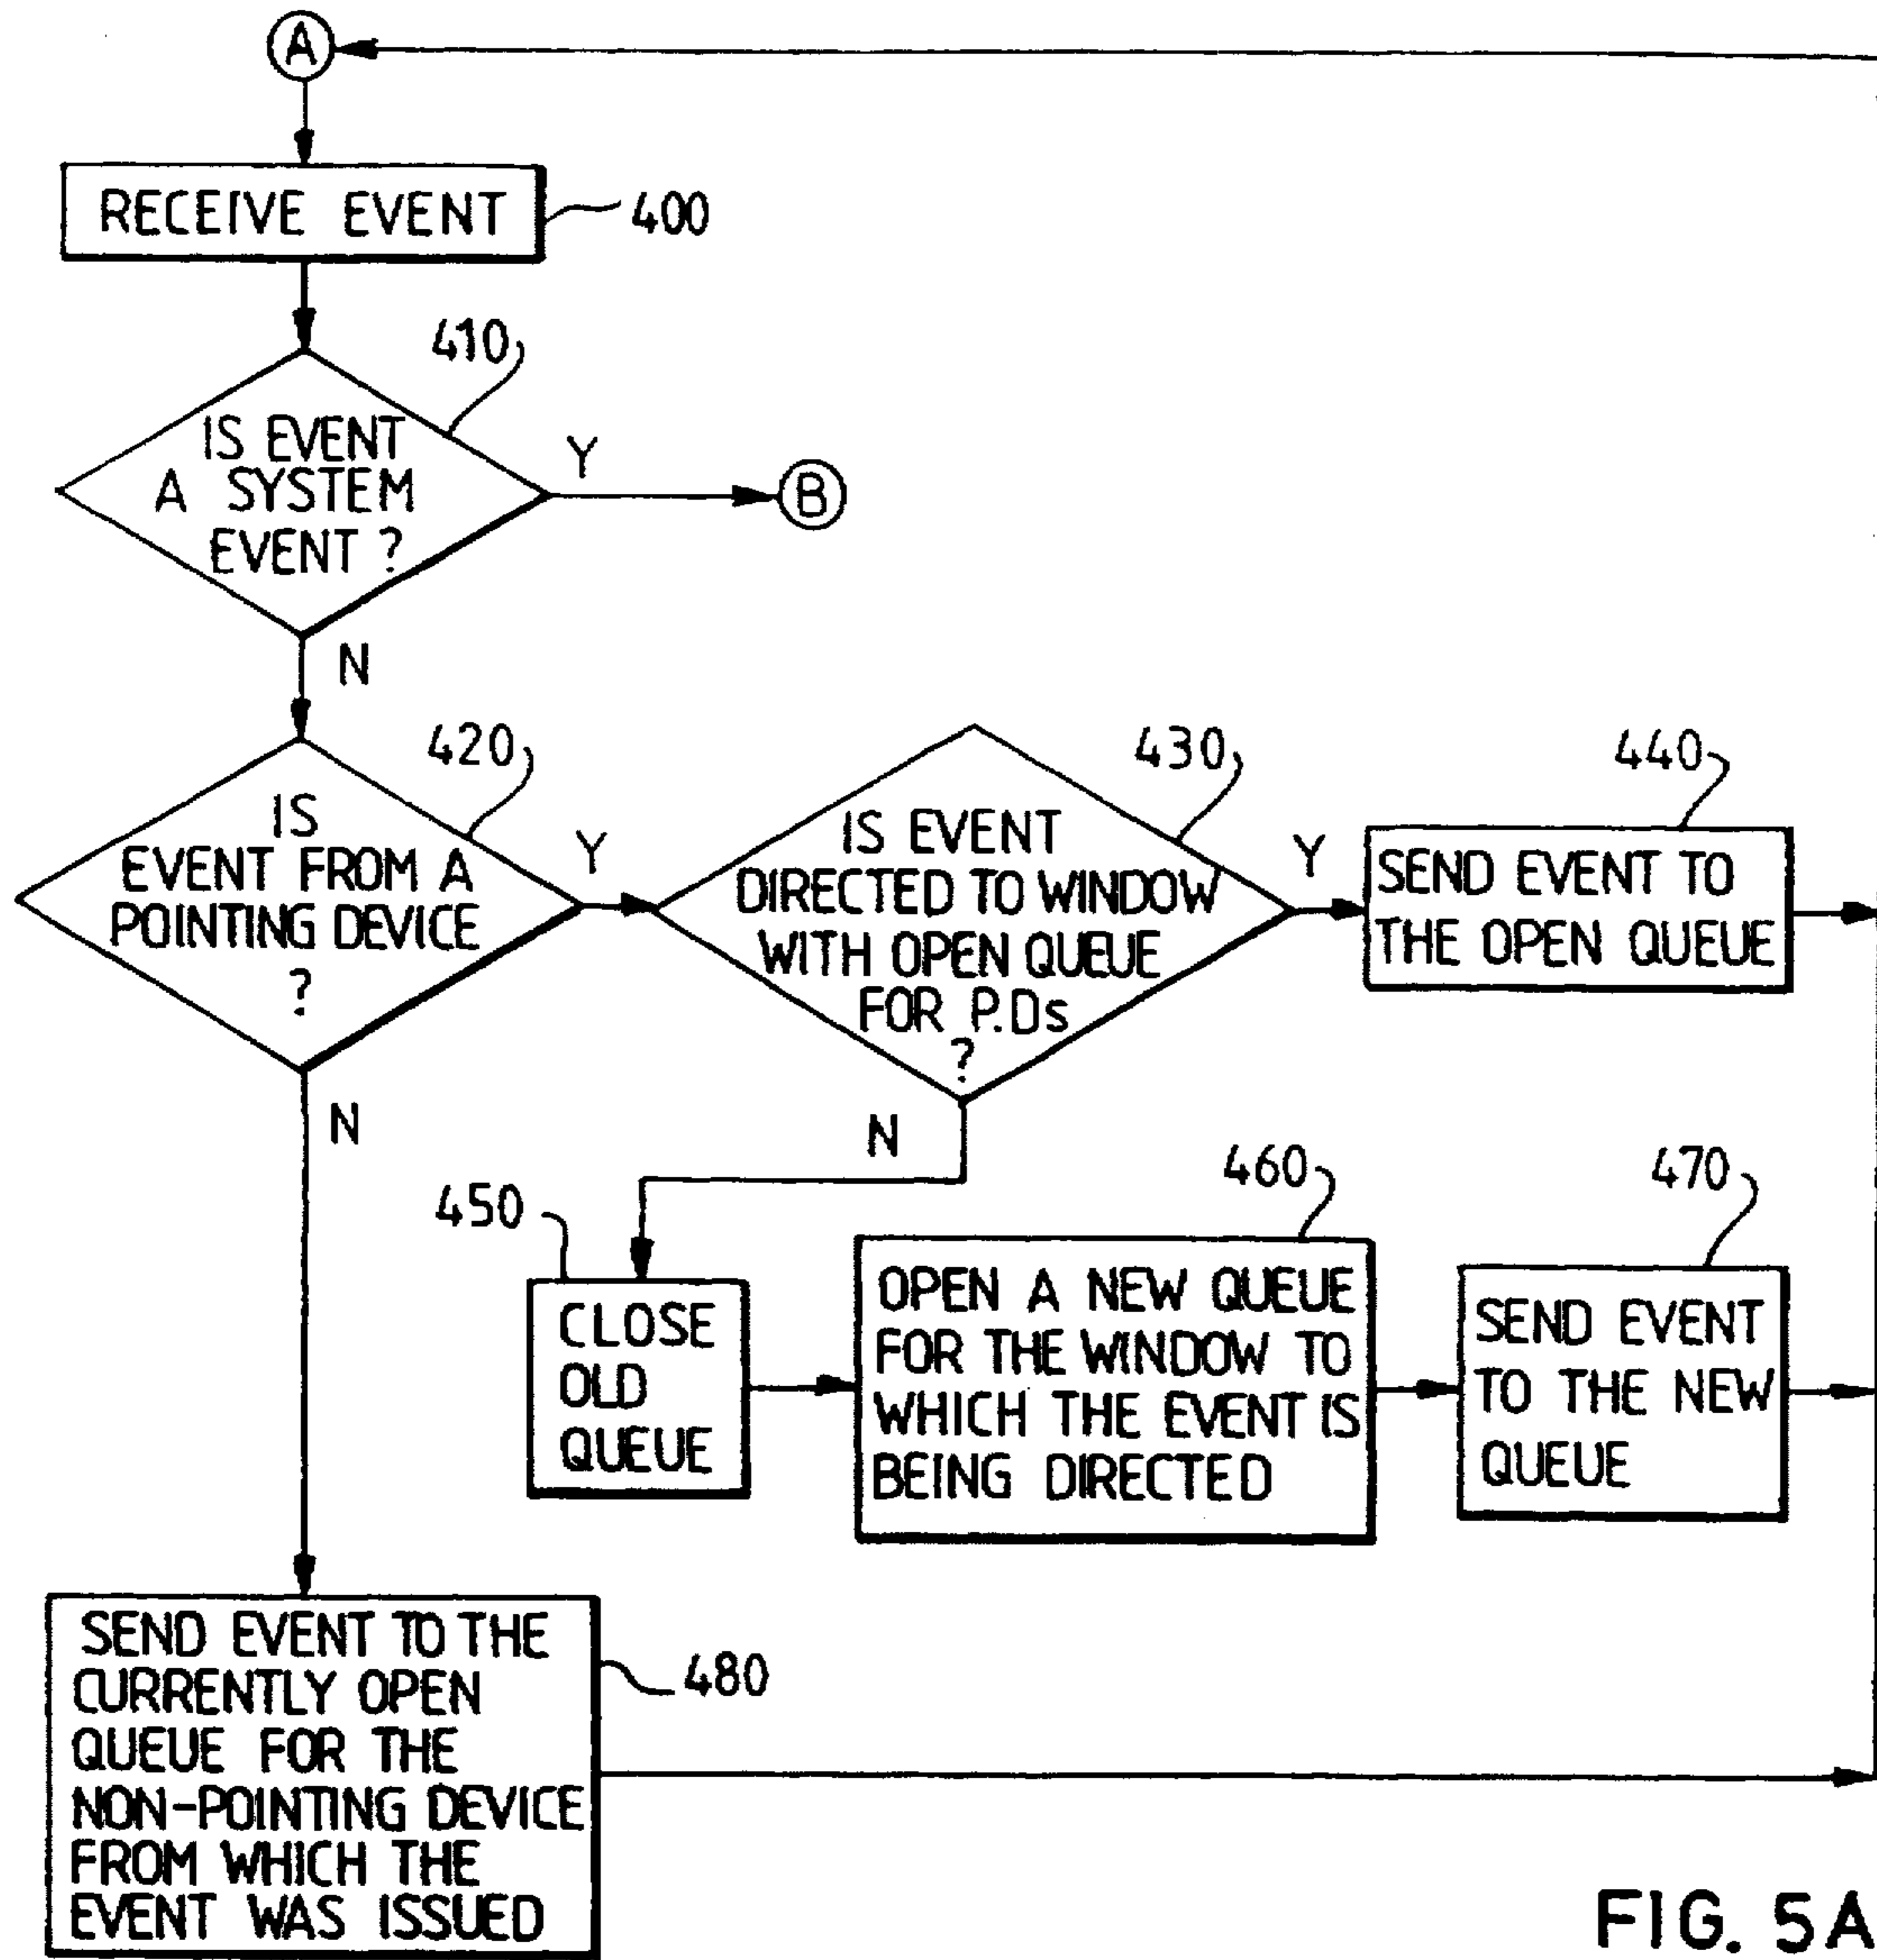 A
RECEIVE EVENT
400
410
IS EVENT
A SYSTEM
EVENT ?
Y
B
N
420
IS
EVENT FROM A
POINTING DEVICE
?
Y
430
IS EVENT
DIRECTED TO WINDOW
WITH OPEN QUEUE
FOR P.Ds
?
Y
440
SEND EVENT TO
THE OPEN QUEUE
N
N
450
CLOSE
OLD
QUEUE
460
OPEN A NEW QUEUE
FOR THE WINDOW TO
WHICH THE EVENT IS
BEING DIRECTED
470
SEND EVENT
TO THE NEW
QUEUE
SEND EVENT TO THE
CURRENTLY OPEN
QUEUE FOR THE
NON-POINTING DEVICE
FROM WHICH THE
EVENT WAS ISSUED
480
FIG. 5A